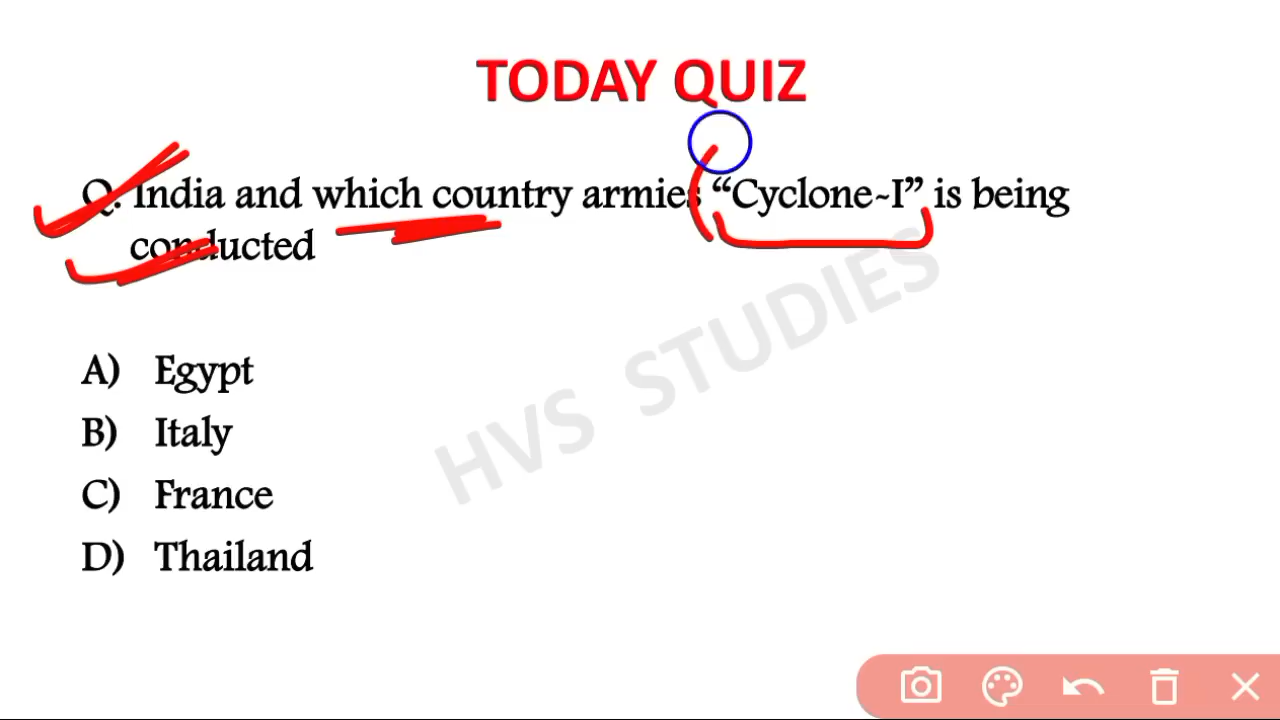 TODAY QUIZ
Q. India and which country armies “Cyclone-I” is being
conducted
HVS STUDIES
A) Egypt
B) Italy
C) France
D) Thailand